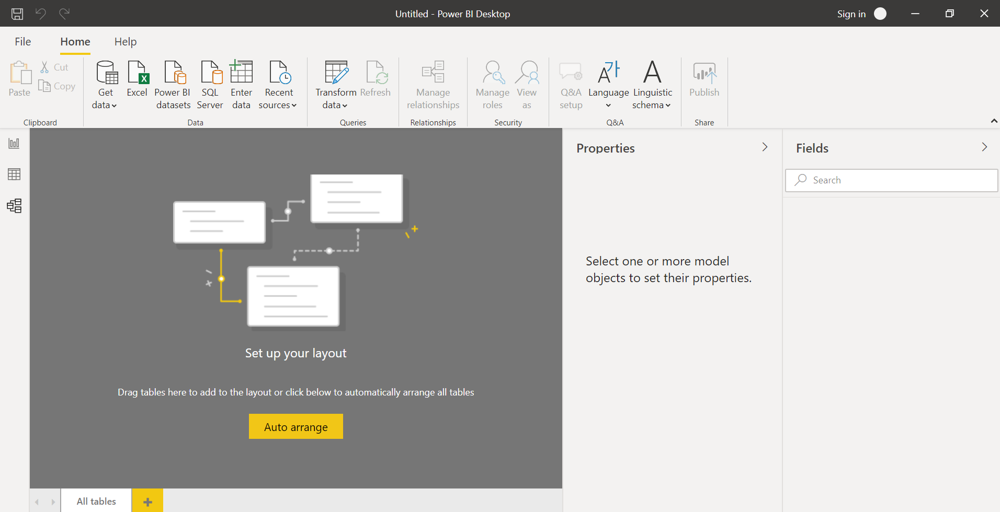 Untitled - Power BI Desktop
Sign in
File Home Help
Paste
Cut
Copy
Clipboard
Get data
Excel
Power BI datasets
SQL Server
Enter data
Recent sources
Data
Transform data
Refresh
Queries
Manage relationships
Relationships
Manage roles
View as
Security
Q&A setup
Language
Linguistic schema
Q&A
Publish
Share
Set up your layout
Drag tables here to add to the layout or click below to automatically arrange all tables
Auto arrange
All tables
Properties
Select one or more model
objects to set their properties.
Fields
Search